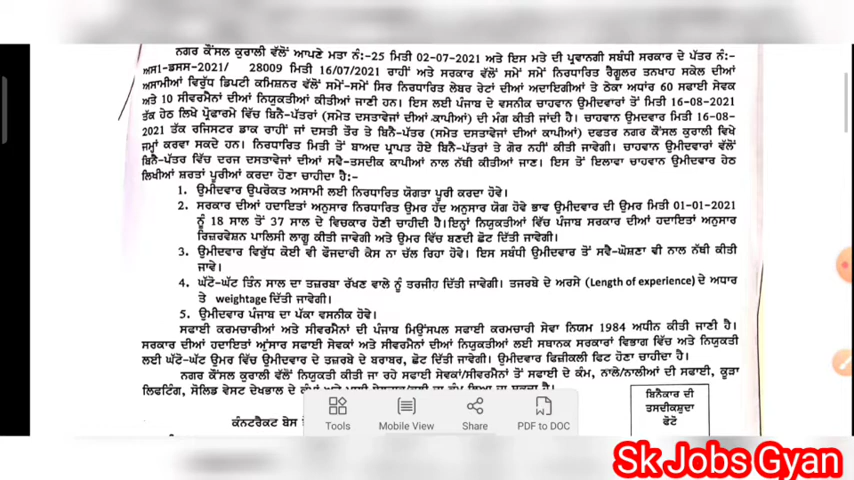 ਨਗਰ ਕੌਂਸਲ ਕੁਰਾਲੀ ਵੱਲੋਂ ਆਪਣੇ ਮਤਾ ਨੰ:-25 ਮਿਤੀ 02-07-2021 ਅਤੇ ਇਸ ਮਤੇ ਦੀ ਪ੍ਰਵਾਨਗੀ ਸਬੰਧੀ ਸਰਕਾਰ ਦੇ ਪੱਤਰ ਨੰ:-
ਅਸ1-ਡਸਸ-2021/ 28009 ਮਿਤੀ 16/07/2021 ਰਾਹੀਂ ਅਤੇ ਸਰਕਾਰ ਵੱਲੋਂ ਸਮੇਂ ਸਮੇਂ ਨਿਰਧਾਰਿਤ ਰੈਗੂਲਰ ਤਨਖਾਹ ਸਕੇਲ ਦੀਆਂ
ਅਸਾਮੀਆਂ ਵਿਰੁੱਧ ਡਿਪਟੀ ਕਮਿਸ਼ਨਰ ਵੱਲੋਂ ਸਮੇਂ-ਸਮੇਂ ਸਿਰ ਨਿਰਧਾਰਿਤ ਲੇਬਰ ਰੇਟਾਂ ਦੀ ਅਦਾਇਗੀਆਂ ਤੇ ਠੇਕਾ ਅਧਾਰ 60 ਸਫਾਈ ਸੇਵਕ
ਅਤੇ 10 ਸੀਵਰਮੈਨਾਂ ਦੀਆਂ ਨਿਯੁਕਤੀਆਂ ਕੀਤੀਆਂ ਜਾਣੀ ਹਨ। ਇਸ ਲਈ ਪੰਜਾਬ ਦੇ ਵਸਨੀਕ ਚਾਹਵਾਨ ਉਮੀਦਵਾਰਾਂ ਤੋਂ ਮਿਤੀ 16-08-2021
ਤੱਕ ਹੇਠ ਲਿਖੇ ਪ੍ਰੋਫਾਰਮੇ ਵਿੱਚ ਬਿਨੈ-ਪੱਤਰਾਂ (ਸਮੇਤ ਦਸਤਾਵੇਜਾਂ ਦੀਆਂ ਕਾਪੀਆਂ) ਦੀ ਮੰਗ ਕੀਤੀ ਜਾਂਦੀ ਹੈ। ਚਾਹਵਾਨ ਉਮਦਵਾਰ ਮਿਤੀ 16-08-
2021 ਤੱਕ ਰਜਿਸਟਰ ਡਾਕ ਰਾਹੀਂ ਜਾਂ ਦਸਤੀ ਤੌਰ ਤੇ ਬਿਨੈ-ਪੱਤਰ (ਸਮੇਤ ਦਸਤਾਵੇਜਾਂ ਦੀਆਂ ਕਾਪੀਆਂ) ਦਫਤਰ ਨਗਰ ਕੌਂਸਲ ਕੁਰਾਲੀ ਵਿਖੇ
ਜਮ੍ਹਾਂ ਕਰਵਾ ਸਕਦੇ ਹਨ। ਨਿਰਧਾਰਿਤ ਮਿਤੀ ਤੋਂ ਬਾਅਦ ਪ੍ਰਾਪਤ ਹੋਏ ਬਿਨੈ-ਪੱਤਰਾਂ ਤੇ ਗੋਰ ਨਹੀਂ ਕੀਤਾ ਜਾਵੇਗੀ। ਚਾਹਵਾਨ ਉਮੀਦਵਾਰਾਂ ਵੱਲੋਂ
ਬਿਨੈ-ਪੱਤਰ ਵਿੱਚ ਦਰਜ ਦਸਤਾਵੇਜਾਂ ਦੀਆਂ ਸਵੈ-ਤਸਦੀਕ ਕਾਪੀਆਂ ਨਾਲ ਨੱਥੀ ਕੀਤੀਆਂ ਜਾਣ। ਇਸ ਤੋਂ ਇਲਾਵਾ ਚਾਹਵਾਨ ਉਮੀਦਵਾਰ ਹੇਠ
ਲਿਖੀਆਂ ਸ਼ਰਤਾਂ ਪੂਰੀਆਂ ਕਰਦਾ ਹੋਣਾ ਚਾਹੀਦਾ ਹੈ:-
1. ਉਮੀਦਵਾਰ ਉਪਰੋਕਤ ਅਸਾਮੀ ਲਈ ਨਿਰਧਾਰਿਤ ਯੋਗਤਾ ਪੂਰੀ ਕਰਦਾ ਹੋਵੇ।
2. ਸਰਕਾਰ ਦੀਆਂ ਹਦਾਇਤਾਂ ਅਨੁਸਾਰ ਨਿਰਧਾਰਿਤ ਉਮਰ ਹੱਦ ਅਨੁਸਾਰ ਯੋਗ ਹੋਵੇ ਭਾਵ ਉਮੀਦਵਾਰ ਦੀ ਉਮਰ ਮਿਤੀ 01-01-2021
ਨੂੰ 18 ਸਾਲ ਤੋਂ 37 ਸਾਲ ਦੇ ਵਿਚਕਾਰ ਹੋਣੀ ਚਾਹੀਦੀ ਹੈ। ਇਨ੍ਹਾਂ ਨਿਯੁਕਤੀਆਂ ਵਿੱਚ ਪੰਜਾਬ ਸਰਕਾਰ ਦੀਆਂ ਹਦਾਇਤਾਂ ਅਨੁਸਾਰ
ਰਿਜ਼ਰਵੇਸ਼ਨ ਪਾਲਿਸੀ ਲਾਗੂ ਕੀਤੀ ਜਾਵੇਗੀ ਅਤੇ ਉਮਰ ਵਿੱਚ ਬਣਦੀ ਛੋਟ ਦਿੱਤੀ ਜਾਵੇਗੀ।
3. ਉਮੀਦਵਾਰ ਵਿਰੁੱਧ ਕੋਈ ਵੀ ਫੌਜਦਾਰੀ ਕੇਸ ਨਾ ਚੱਲ ਰਿਹਾ ਹੋਵੇ। ਇਸ ਸਬੰਧੀ ਉਮੀਦਵਾਰ ਤੋਂ ਸਵੈ-ਘੋਸ਼ਣਾ ਵੀ ਨਾਲ ਨੱਥੀ ਕੀਤੀ
ਜਾਵੇ।
4. ਘੱਟੋ-ਘੱਟ ਤਿੰਨ ਸਾਲ ਦਾ ਤਜ਼ਰਬਾ ਰੱਖਣ ਵਾਲੇ ਨੂੰ ਤਰਜੀਹ ਦਿੱਤੀ ਜਾਵੇਗੀ। ਤਜਰਬੇ ਦੇ ਅਰਸੇ (Length of experience) ਦੇ ਅਧਾਰ
ਤੇ weightage ਦਿੱਤੀ ਜਾਵੇਗੀ।
5. ਉਮੀਦਵਾਰ ਪੰਜਾਬ ਦਾ ਪੱਕਾ ਵਸਨੀਕ ਹੋਵੇ।
ਸਫਾਈ ਕਰਮਚਾਰੀਆਂ ਅਤੇ ਸੀਵਰਮੈਨਾਂ ਦੀ ਪੰਜਾਬ ਮਿਊਂਸਪਲ ਸਫਾਈ ਕਰਮਚਾਰੀ ਸੇਵਾ ਨਿਯਮ 1984 ਅਧੀਨ ਕੀਤੀ ਜਾਣੀ ਹੈ।
ਸਰਕਾਰ ਦੀਆਂ ਹਦਾਇਤਾਂ ਅਨੁਸਾਰ ਸਫਾਈ ਸੇਵਕਾਂ ਅਤੇ ਸੀਵਰਮੈਨਾਂ ਦੀਆਂ ਨਿਯੁਕਤੀਆਂ ਲਈ ਸਥਾਨਕ ਸਰਕਾਰਾਂ ਵਿਭਾਗ ਵਿੱਚ ਅਤੇ ਨਿਯੁਕਤੀ
ਲਈ ਘੱਟੋ-ਘੱਟ ਉਮਰ ਵਿੱਚ ਉਮੀਦਵਾਰ ਦੇ ਤਜ਼ਰਬੇ ਦੇ ਬਰਾਬਰ, ਛੋਟ ਦਿੱਤੀ ਜਾਵੇਗੀ। ਉਮੀਦਵਾਰ ਫਿਜ਼ੀਕਲੀ ਫਿਟ ਹੋਣਾ ਚਾਹੀਦਾ ਹੈ।
ਨਗਰ ਕੌਂਸਲ ਕੁਰਾਲੀ ਵੱਲੋਂ ਨਿਯੁਕਤੀ ਕੀਤੀ ਜਾ ਰਹੇ ਸਫਾਈ ਸੇਵਕਾਂ/ਸੀਵਰਮੈਨਾਂ ਤੋਂ ਸਫਾਈ ਦੇ ਕੰਮ, ਨਾਲੇ/ਨਾਲੀਆਂ ਦੀ ਸਫਾਈ, ਕੂੜਾ
ਲਿਫਟਿੰਗ, ਸੋਲਿਡ ਵੇਸਟ ਦੇਖਭਾਲ ਦੇ
ਬਿਨੈਕਾਰ ਦੀ
ਤਸਦੀਕਸ਼ੁਦਾ
ਫੋਟੋ
ਕੰਨਟਰੈਕਟ ਬੇਸ
Tools Mobile View Share PDF to DOC
Sk Jobs Gyan